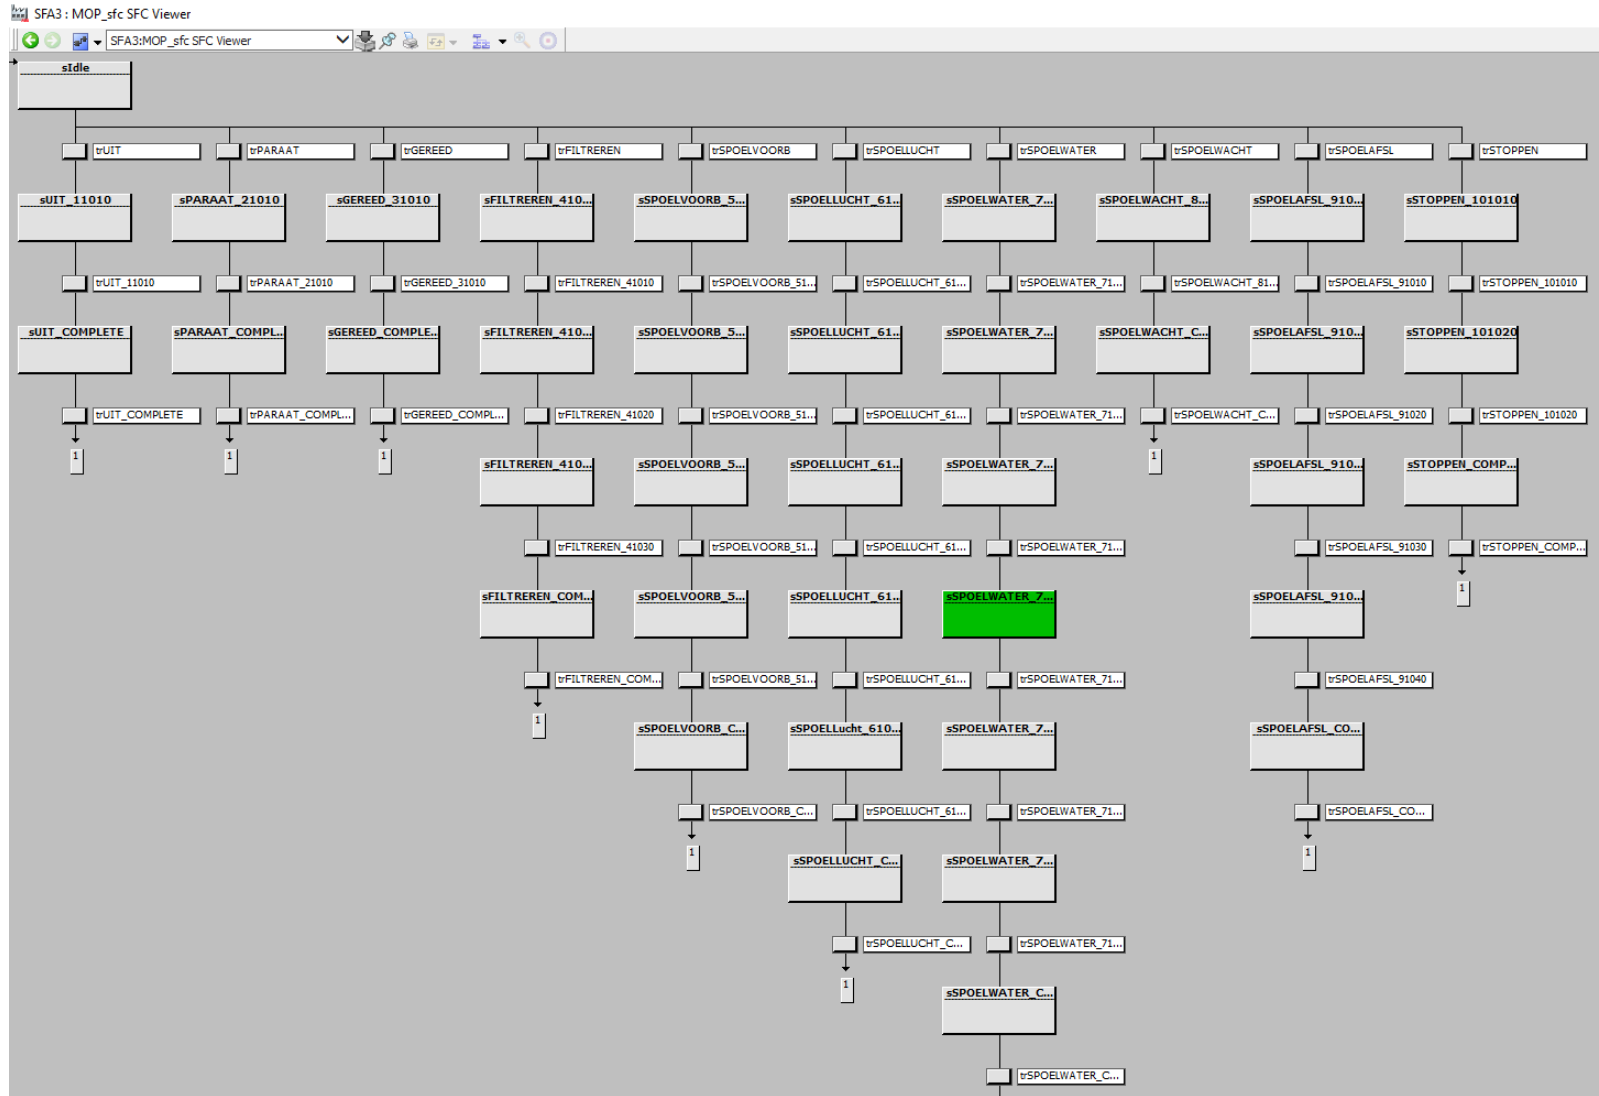 SFA3 : MOP_sfc SFC Viewer
SFA3:MOP_sfc SFC Viewer
sIdle
trUIT
trPARAAT
trGEREED
trFILTREREN
trSPOELVOORB
trSPOELLUCHT
trSPOELWATER
trSPOELWACHT
trSPOELAFSL
trSTOPPEN
sUIT_11010
sPARAAT_21010
sGEREED_31010
sFILTREREN_410...
sSPOELVOORB_5...
sSPOELLUCHT_61...
sSPOELWATER_7...
sSPOELWACHT_8...
sSPOELAFSL_910...
sSTOPPEN_101010
trUIT_11010
trPARAAT_21010
trGEREED_31010
trFILTREREN_41010
trSPOELVOORB_51...
trSPOELLUCHT_61...
trSPOELWATER_71...
trSPOELWACHT_81...
trSPOELAFSL_91010
trSTOPPEN_101010
sUIT_COMPLETE
sPARAAT_COMPL...
sGEREED_COMPLE...
sFILTREREN_410...
sSPOELVOORB_5...
sSPOELLUCHT_61...
sSPOELWATER_7...
sSPOELWACHT_C...
sSPOELAFSL_910...
sSTOPPEN_101020
trUIT_COMPLETE
trPARAAT_COMPL...
trGEREED_COMPL...
trFILTREREN_41020
trSPOELVOORB_51...
trSPOELLUCHT_61...
trSPOELWATER_71...
trSPOELWACHT_C...
trSPOELAFSL_91020
trSTOPPEN_101020
1
1
1
1
sFILTREREN_410...
sSPOELVOORB_5...
sSPOELLUCHT_61...
sSPOELWATER_7...
sSPOELAFSL_910...
sSTOPPEN_COMP...
trFILTREREN_41030
trSPOELVOORB_51...
trSPOELLUCHT_61...
trSPOELWATER_71...
trSPOELAFSL_91030
trSTOPPEN_COMP...
1
sFILTREREN_COM...
sSPOELVOORB_5...
sSPOELLUCHT_61...
sSPOELWATER_7...
sSPOELAFSL_910...
trFILTREREN_COM...
trSPOELVOORB_51...
trSPOELLUCHT_61...
trSPOELWATER_71...
trSPOELAFSL_91040
1
sSPOELVOORB_C...
sSPOELLucht_610...
sSPOELWATER_7...
sSPOELAFSL_CO...
trSPOELVOORB_C...
trSPOELLUCHT_61...
trSPOELWATER_71...
trSPOELAFSL_CO...
1
1
sSPOELLUCHT_C...
sSPOELWATER_7...
trSPOELLUCHT_C...
trSPOELWATER_71...
1
sSPOELWATER_C...
trSPOELWATER_C...